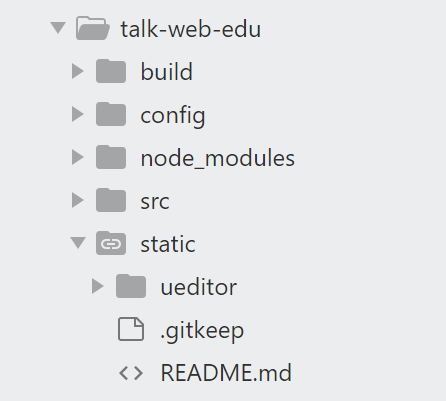 talk-web-edu
build
config
node_modules
src
static
ueditor
.gitkeep
README.md